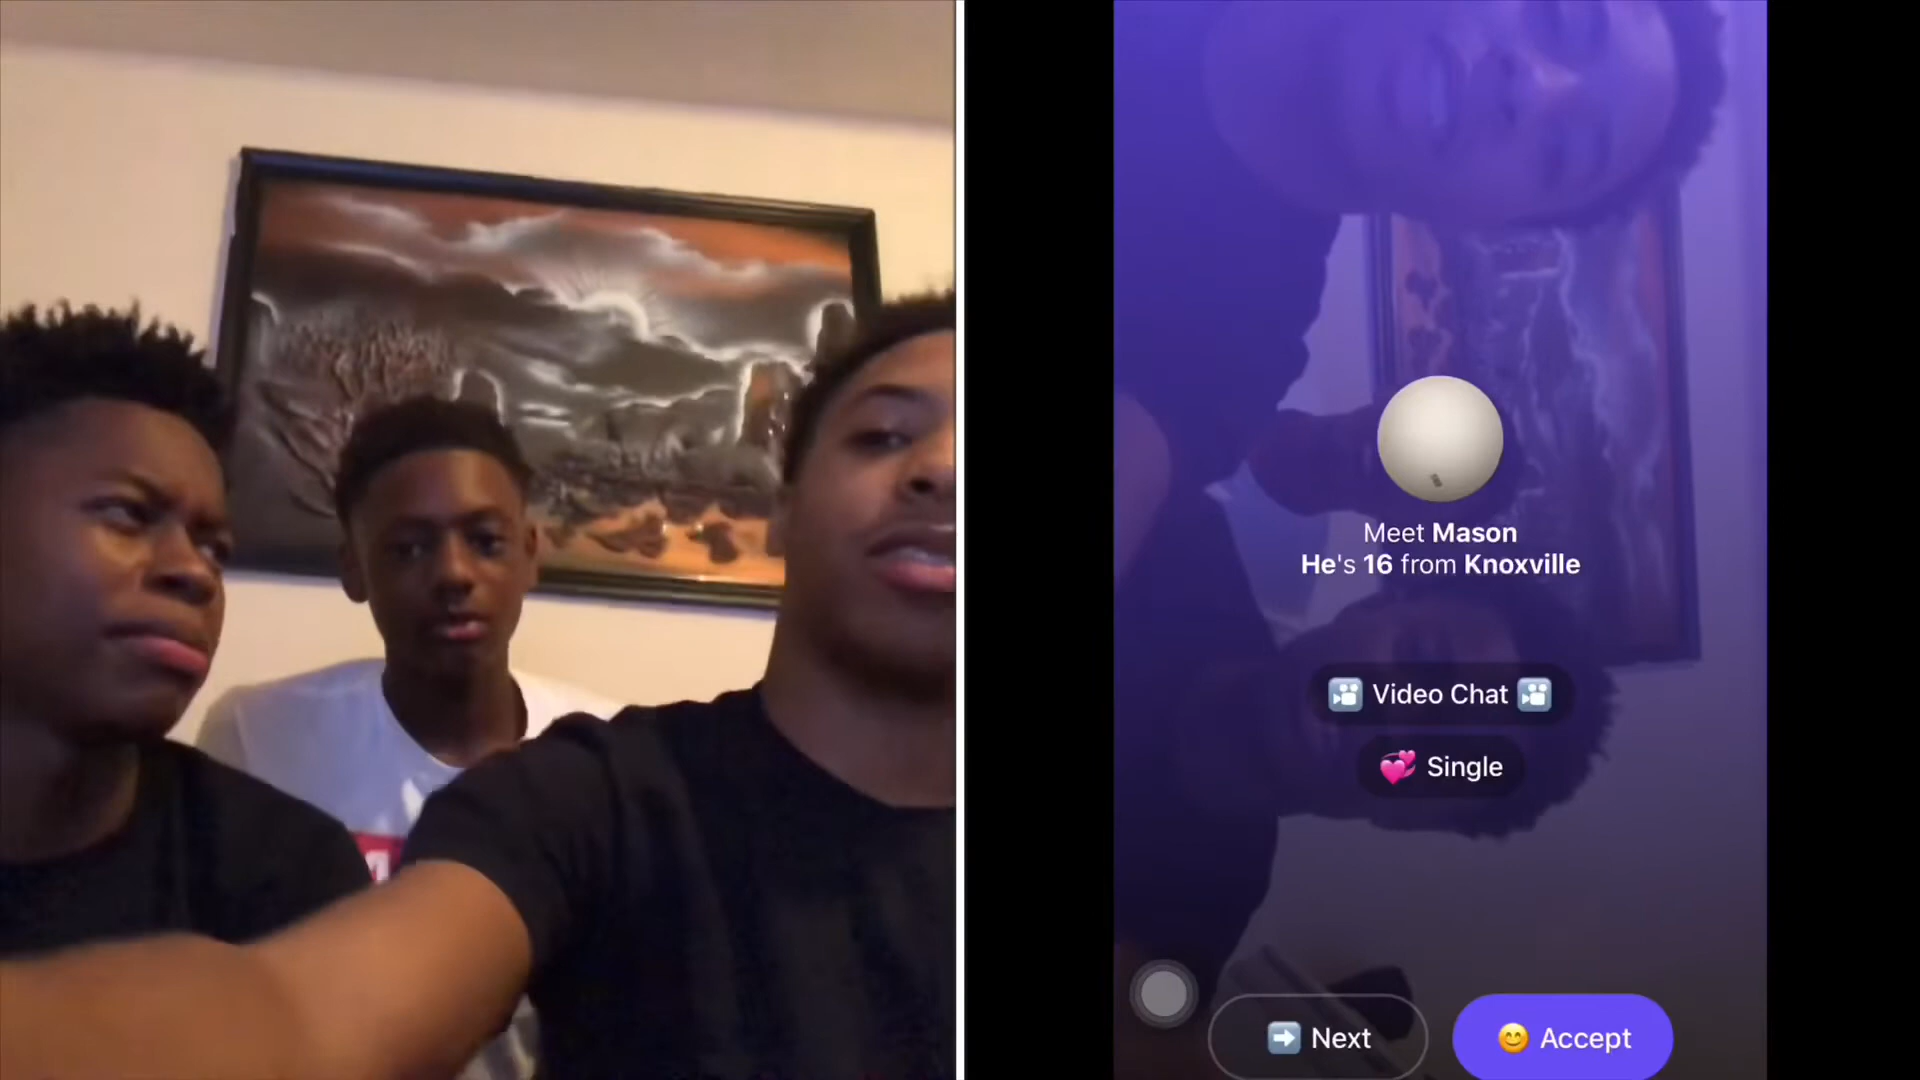 Meet Mason
He's 16 from Knoxville
Video Chat
Single
Next
Accept